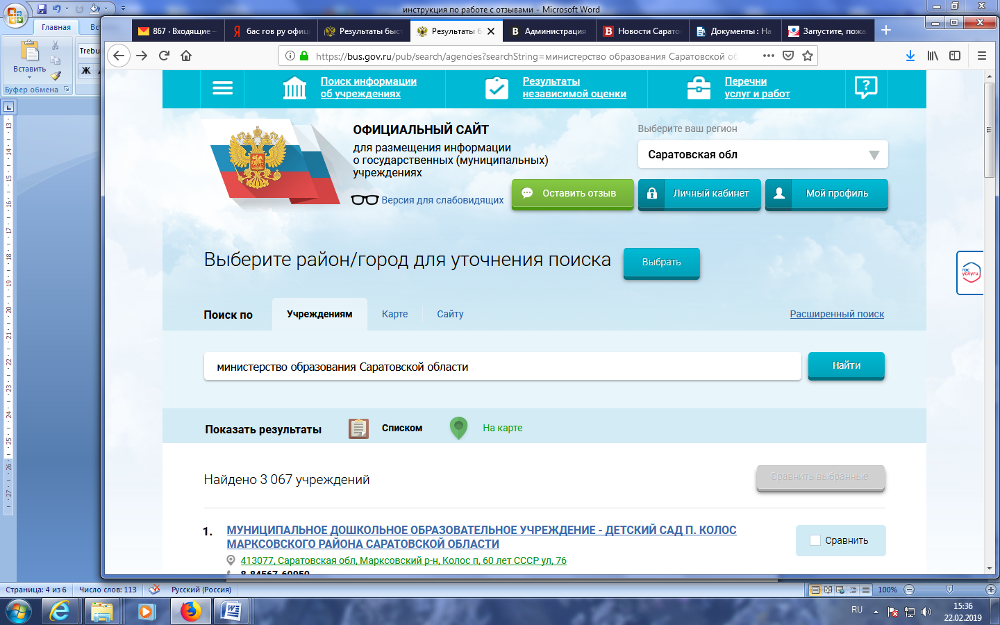 инструкция по работе с отзывами - Microsoft Word
Главная
Вс
Вставить
Trebu
Ж
Буфер обмена
867 · Входящие –
бас гов ру офиц
Результаты быст
Результаты б
Администрация
Новости Сарато
Документы : На
Запустите, пожа
https://bus.gov.ru/pub/search/agencies?searchString=министерство образования Саратовской об
Поиск информации
об учреждениях
Результаты
независимой оценки
Перечни
услуг и работ
ОФИЦИАЛЬНЫЙ САЙТ
для размещения информации
о государственных (муниципальных)
учреждениях
Версия для слабовидящих
Выберите ваш регион
Саратовская обл
Оставить отзыв
Личный кабинет
Мой профиль
Выберите район/город для уточнения поиска
Выбрать
гос
услуги
Поиск по
Учреждениям
Карте
Сайту
Расширенный поиск
министерство образования Саратовской области
Найти
Показать результаты
Списком
На карте
Найдено 3 067 учреждений
Сравнить выбранные
1. МУНИЦИПАЛЬНОЕ ДОШКОЛЬНОЕ ОБРАЗОВАТЕЛЬНОЕ УЧРЕЖДЕНИЕ - ДЕТСКИЙ САД П. КОЛОС
МАРКСОВСКОГО РАЙОНА САРАТОВСКОЙ ОБЛАСТИ
Сравнить
413077, Саратовская обл, Марксовский р-н, Колос п, 60 лет СССР ул, 76
8-84567-60950
Страница: 4 из 6
Число слов: 113
Русский (Россия)
100%
RU
15:36
22.02.2019